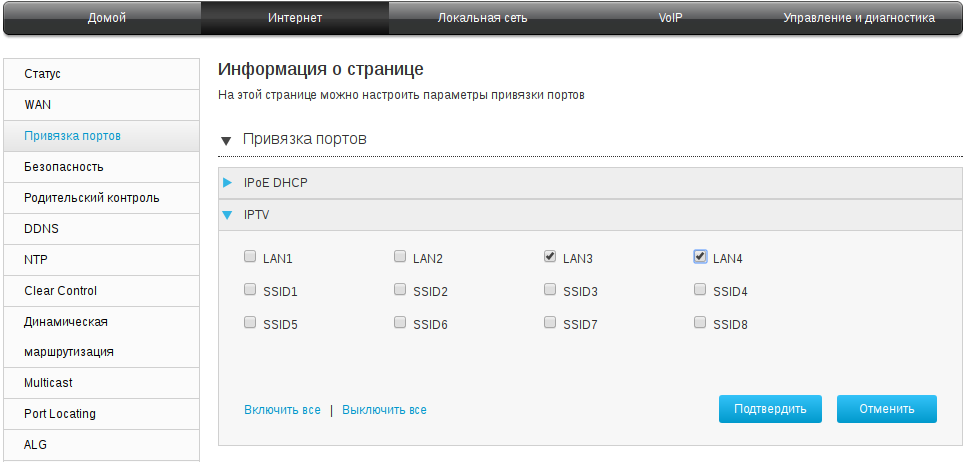 Домой Интернет Локальная сеть VoIP Управление и диагностика
Статус
WAN
Привязка портов
Безопасность
Родительский контроль
DDNS
NTP
Clear Control
Динамическая
маршрутизация
Multicast
Port Locating
ALG
Информация о странице
На этой странице можно настроить параметры привязки портов
Привязка портов
IPoE DHCP
IPTV
LAN1 LAN2 LAN3 LAN4
SSID1 SSID2 SSID3 SSID4
SSID5 SSID6 SSID7 SSID8
Включить все | Выключить все Подтвердить Отменить